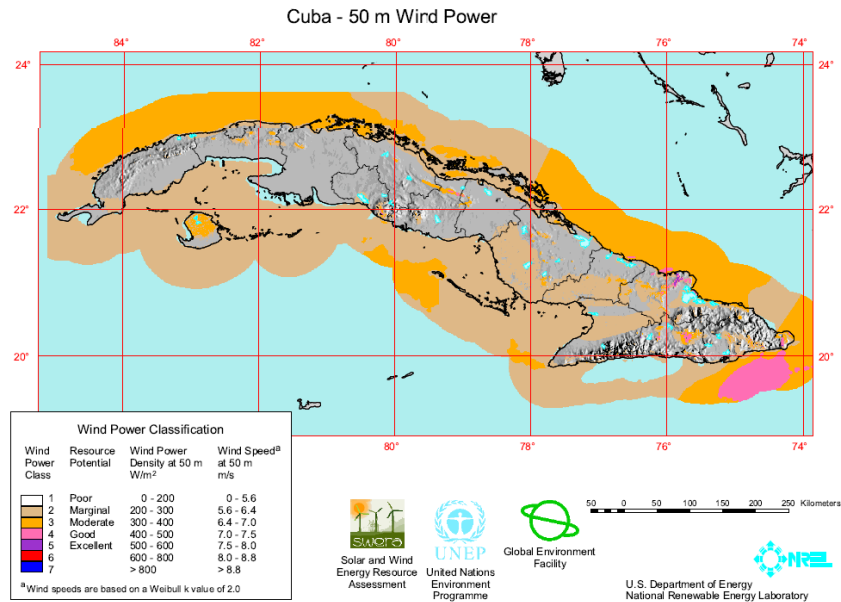 Cuba - 50 m Wind Power
84° 82° 80° 78° 76° 74°
24° 24°
22° 22°
20° 20°
80° 78° 76° 74°
Wind Power Classification
Wind Power Class Resource Potential Wind Power Density at 50 m W/m² Wind Speedᵃ at 50 m m/s
1 Poor 0 - 200 0 - 5.6
2 Marginal 200 - 300 5.6 - 6.4
3 Moderate 300 - 400 6.4 - 7.0
4 Good 400 - 500 7.0 - 7.5
5 Excellent 500 - 600 7.5 - 8.0
6 600 - 800 8.0 - 8.8
7 > 800 > 8.8
ᵃ Wind speeds are based on a Weibull k value of 2.0
swera
Solar and Wind
Energy Resource
Assessment
UNEP
United Nations
Environment
Programme
Global Environment
Facility
50 0 50 100 150 200 250 Kilometers
NREL
U.S. Department of Energy
National Renewable Energy Laboratory